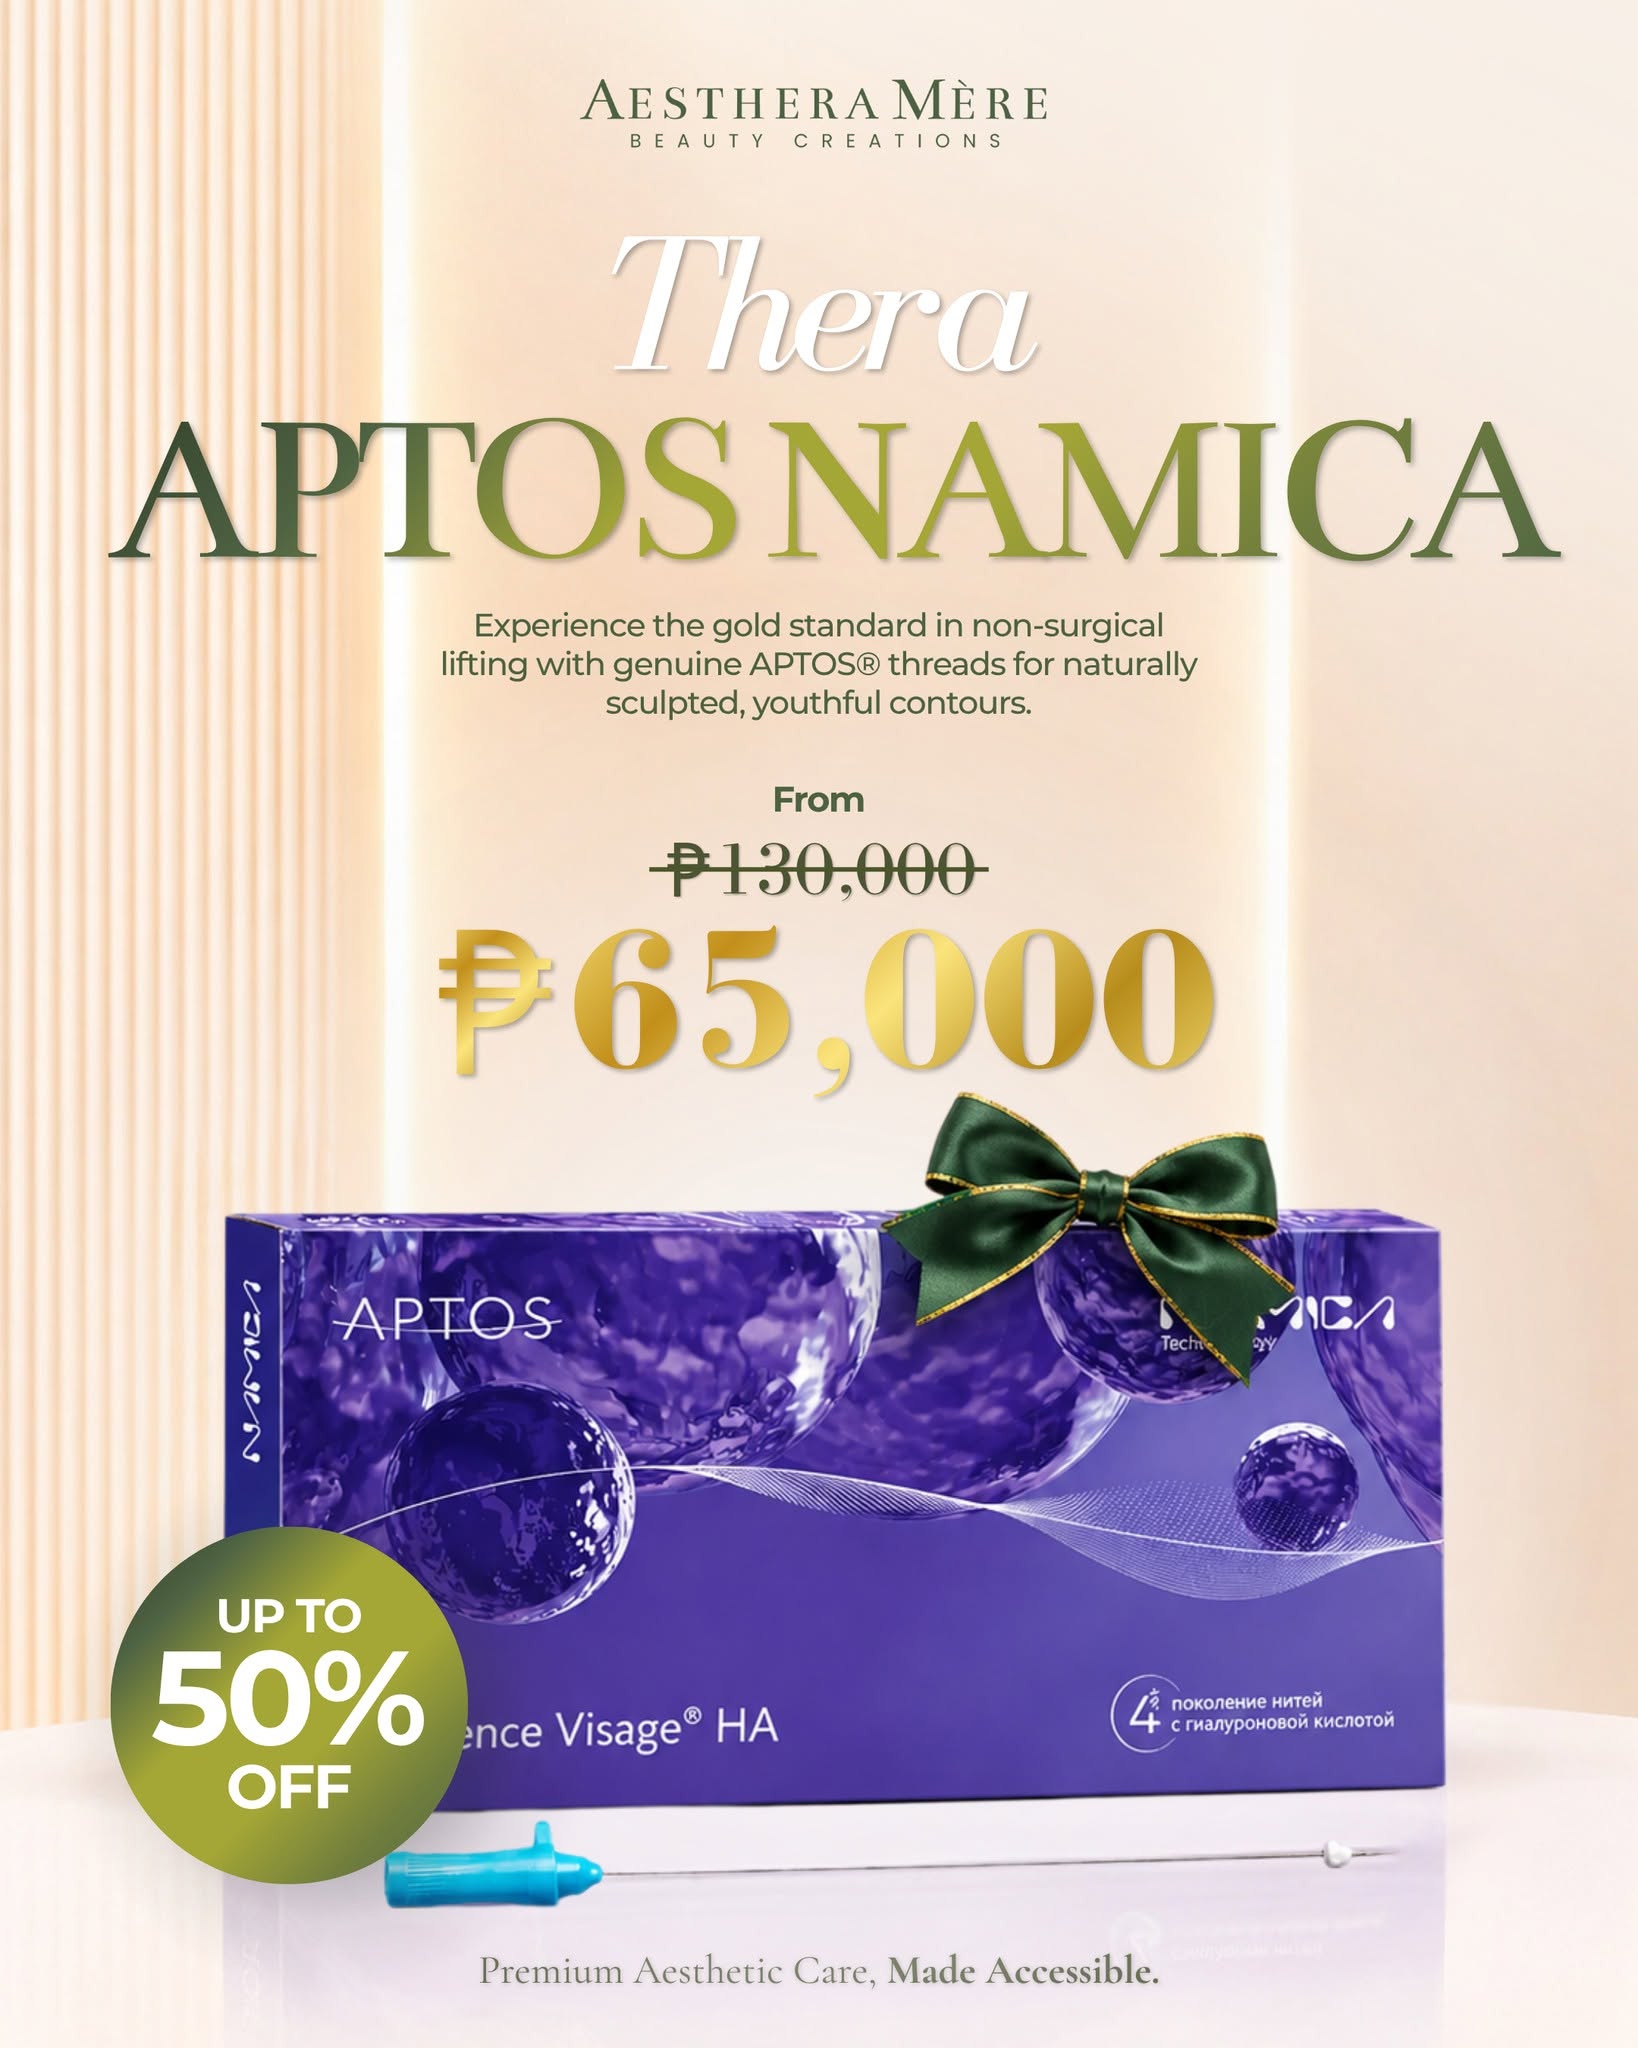 AESTHERA MÈRE
BEAUTY CREATIONS
Thera
APTOS NAMICA
Experience the gold standard in non-surgical
lifting with genuine APTOS® threads for naturally
sculpted, youthful contours.
From
₱130,000
₱65,000
NAMICA
APTOS
UP TO
50%
OFF
ence Visage® HA
4
поколение нитей
с гиалуроновой кислотой
Premium Aesthetic Care, Made Accessible.